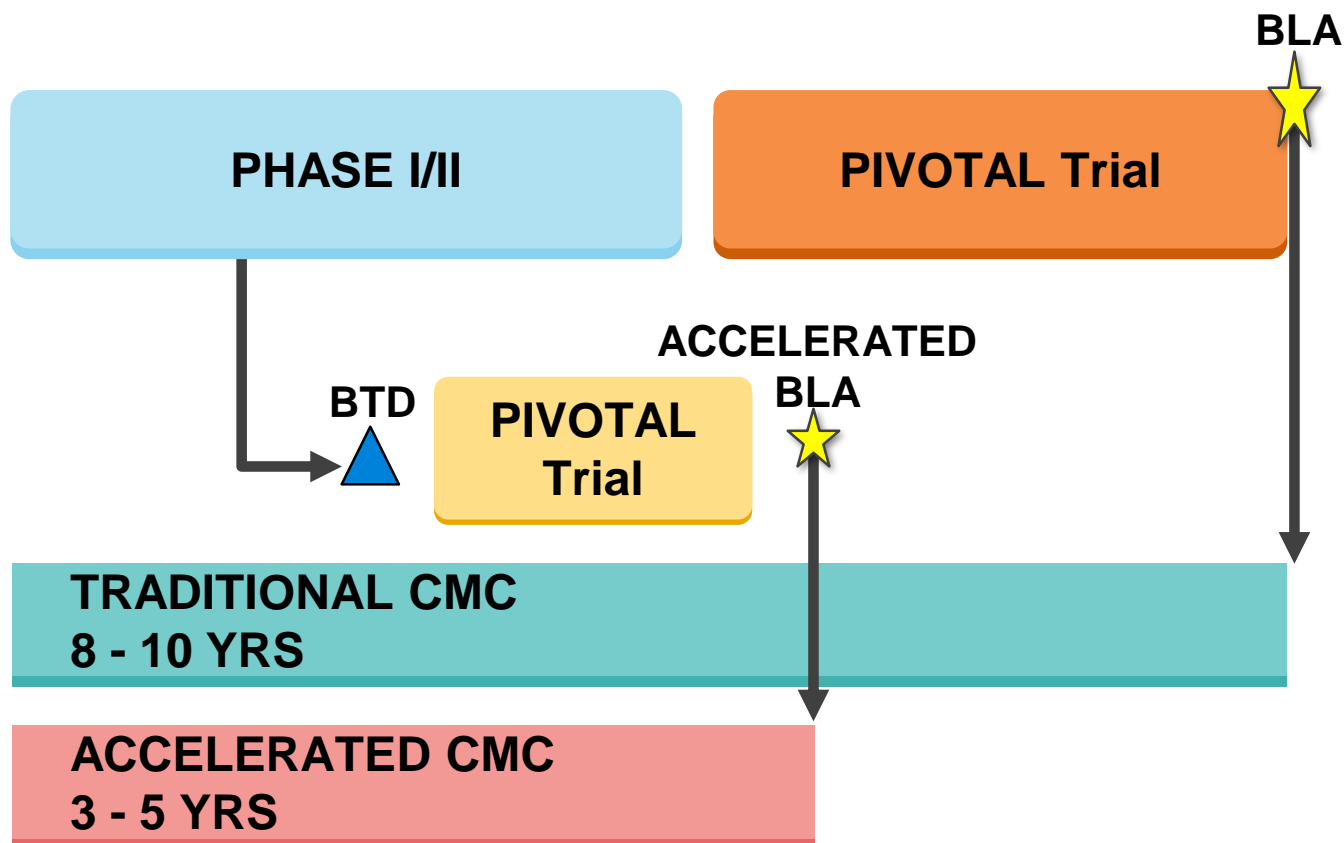 BLA
PHASE I/II
PIVOTAL Trial
ACCELERATED
BLA
BTD
PIVOTAL
Trial
TRADITIONAL CMC
8 - 10 YRS
ACCELERATED CMC
3 - 5 YRS